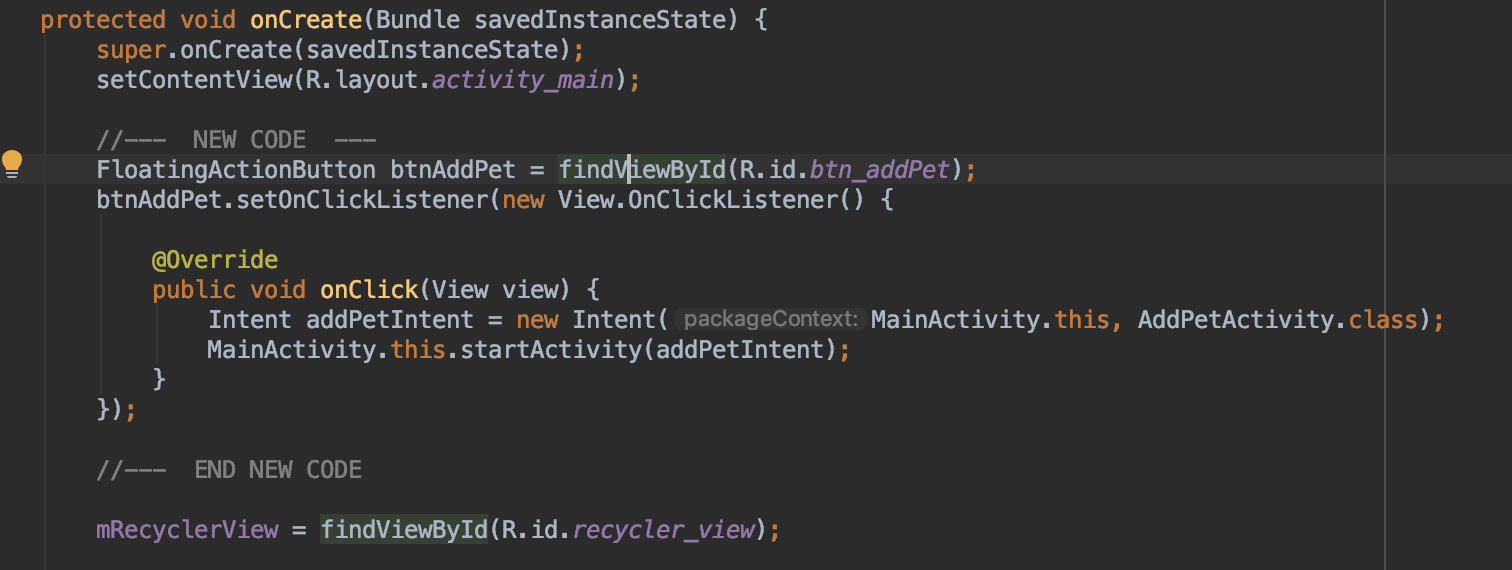 protected void onCreate(Bundle savedInstanceState) {
super.onCreate(savedInstanceState);
setContentView(R.layout.activity_main);
//--- NEW CODE ---
FloatingActionButton btnAddPet = findViewById(R.id.btn_addPet);
btnAddPet.setOnClickListener(new View.OnClickListener() {
@Override
public void onClick(View view) {
Intent addPetIntent = new Intent( packageContext: MainActivity.this, AddPetActivity.class);
MainActivity.this.startActivity(addPetIntent);
}
});
//--- END NEW CODE
mRecyclerView = findViewById(R.id.recycler_view);